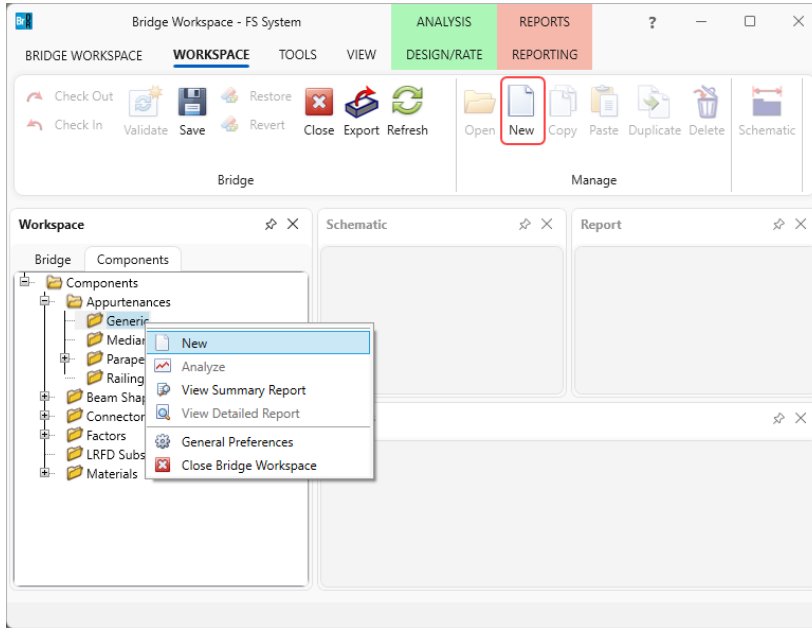 Br R Bridge Workspace - FS System ANALYSIS REPORTS ?
BRIDGE WORKSPACE WORKSPACE TOOLS VIEW DESIGN/RATE REPORTING
Check Out Restore
Check In Validate Save Revert Close Export Refresh Open New Copy Paste Duplicate Delete Schematic
Bridge Manage
Workspace Schematic Report
Bridge Components
Components
Appurtenances
Generic
New
Median
Analyze
Parape
View Summary Report
Railing
Beam Shap
View Detailed Report
Connector
Factors
General Preferences
LRFD Subs
Close Bridge Workspace
Materials